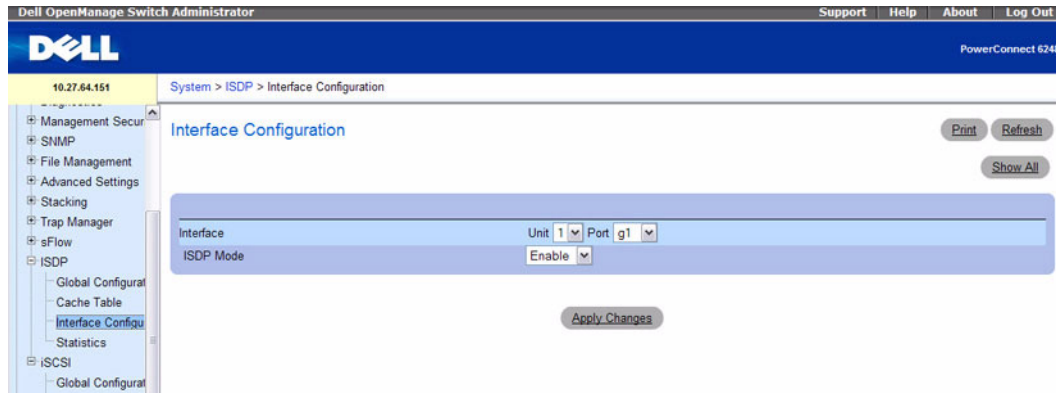 Dell OpenManage Switch Administrator Support Help About Log Out
DELL
PowerConnect 6248
10.27.64.151
System > ISDP > Interface Configuration
Diagnostics
Management Secur
SNMP
File Management
Advanced Settings
Stacking
Trap Manager
sFlow
ISDP
Global Configurat
Cache Table
Interface Configu
Statistics
iSCSI
Global Configurat
Interface Configuration
Print Refresh
Show All
Interface Unit 1 Port g1
ISDP Mode Enable
Apply Changes